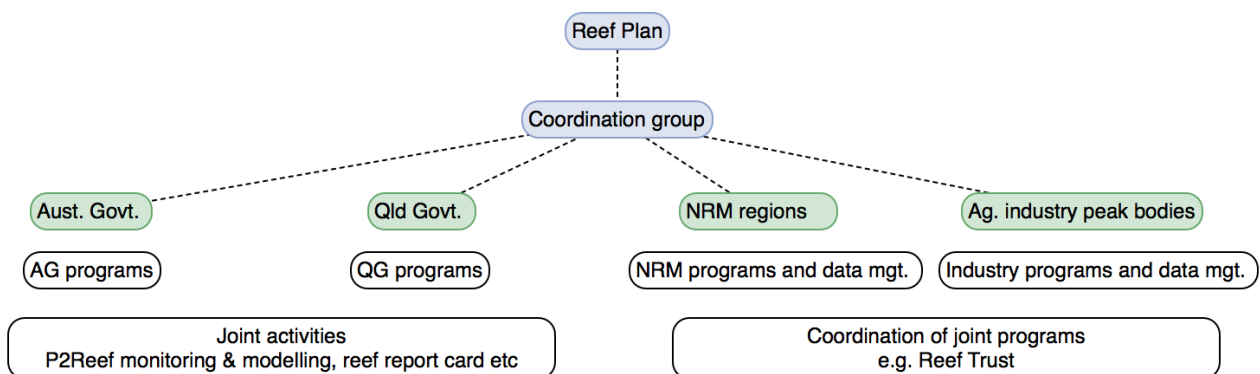 Reef Plan
Coordination group
Aust. Govt.
Qld Govt.
NRM regions
Ag. industry peak bodies
AG programs
QG programs
NRM programs and data mgt.
Industry programs and data mgt.
Joint activities
P2Reef monitoring & modelling, reef report card etc
Coordination of joint programs
e.g. Reef Trust